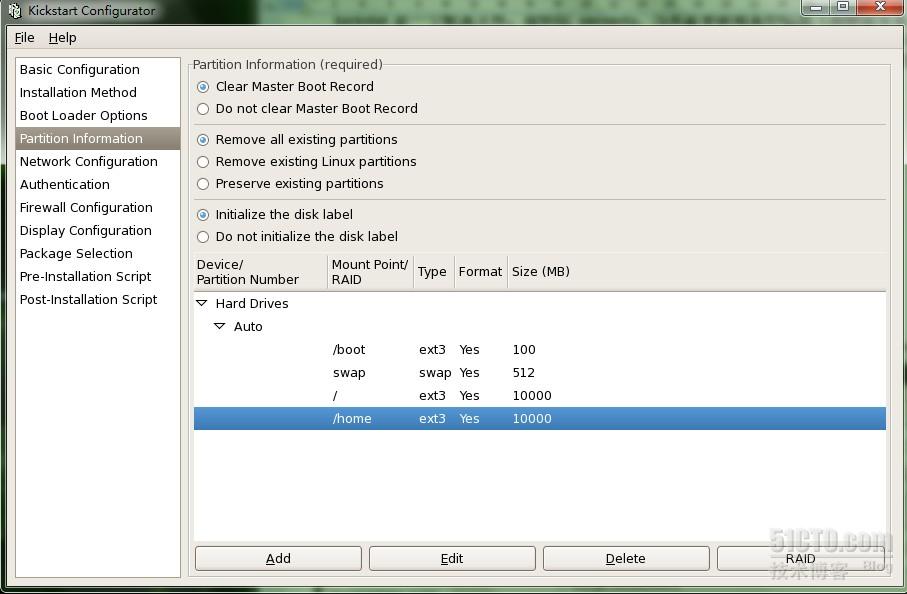 Kickstart Configurator
File Help
Basic Configuration
Installation Method
Boot Loader Options
Partition Information
Network Configuration
Authentication
Firewall Configuration
Display Configuration
Package Selection
Pre-Installation Script
Post-Installation Script
Partition Information (required)
Clear Master Boot Record
Do not clear Master Boot Record
Remove all existing partitions
Remove existing Linux partitions
Preserve existing partitions
Initialize the disk label
Do not initialize the disk label
Device/
Partition Number
Mount Point/
RAID
Type
Format
Size (MB)
Hard Drives
Auto
/boot ext3 Yes 100
swap swap Yes 512
/ ext3 Yes 10000
/home ext3 Yes 10000
Add Edit Delete RAID
51CTO.com
技术博客 Blog